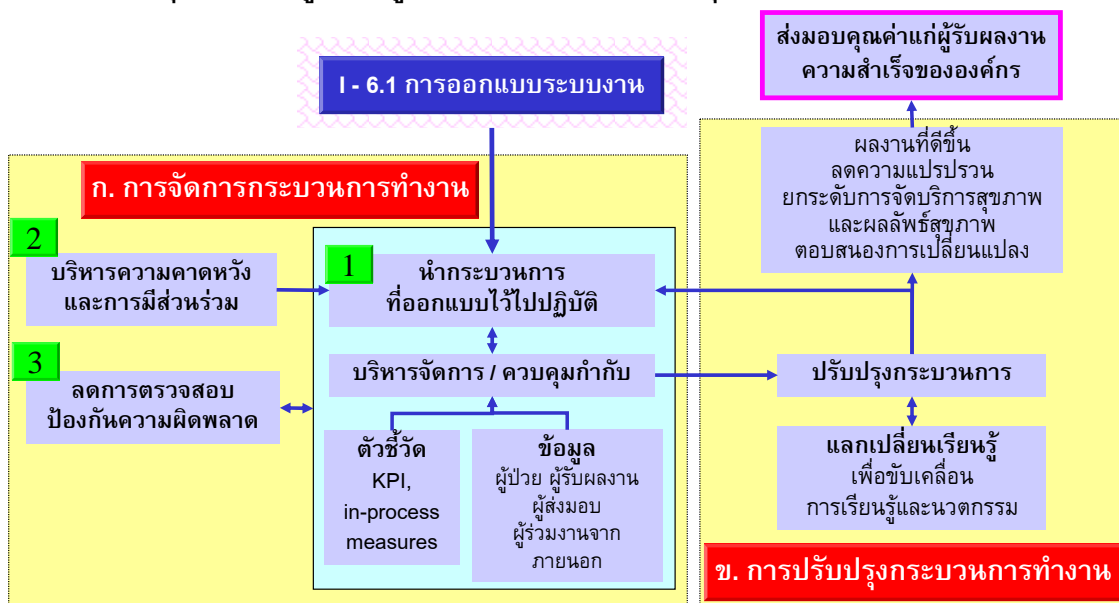 ส่งมอบคุณค่าแก่ผู้รับผลงาน
ความสำเร็จขององค์กร
I - 6.1 การออกแบบระบบงาน
ผลงานที่ดีขึ้น
ลดความแปรปรวน
ยกระดับการจัดบริการสุขภาพ
และผลลัพธ์สุขภาพ
ตอบสนองการเปลี่ยนแปลง
ก. การจัดการกระบวนการทำงาน
2
บริหารความคาดหวัง
และการมีส่วนร่วม
1
นำกระบวนการ
ที่ออกแบบไว้ไปปฏิบัติ
3
ลดการตรวจสอบ
ป้องกันความผิดพลาด
บริหารจัดการ / ควบคุมกำกับ
ปรับปรุงกระบวนการ
ตัวชี้วัด
KPI,
in-process
measures
ข้อมูล
ผู้ป่วย ผู้รับผลงาน
ผู้ส่งมอบ
ผู้ร่วมงานจาก
ภายนอก
แลกเปลี่ยนเรียนรู้
เพื่อขับเคลื่อน
การเรียนรู้และนวตกรรม
ข. การปรับปรุงกระบวนการทำงาน